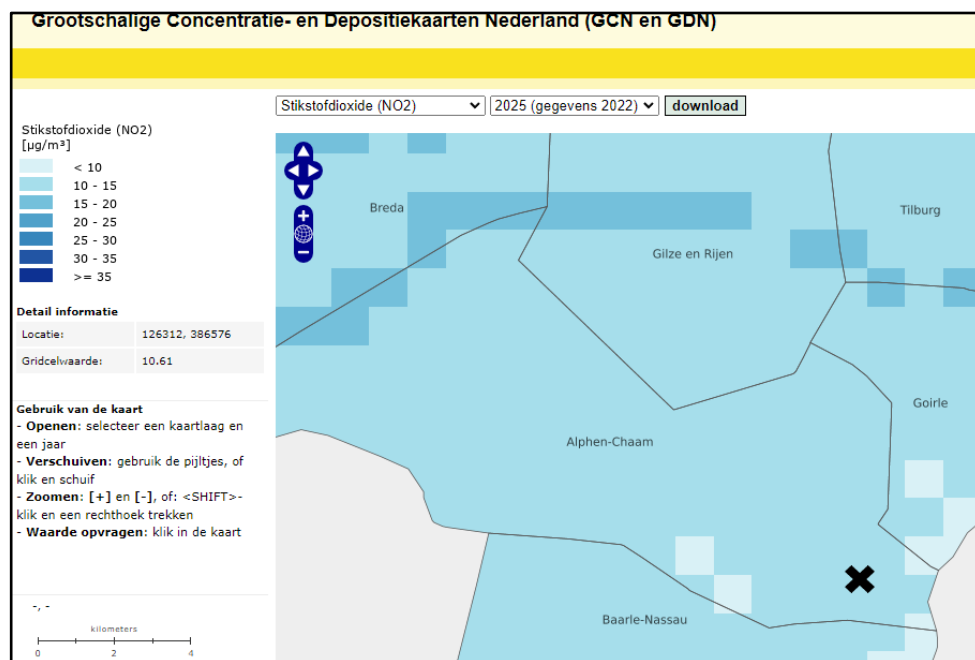 Grootschalige Concentratie- en Depositiekaarten Nederland (GCN en GDN)
Stikstofdioxide (NO2) 2025 (gegevens 2022) download
Stikstofdioxide (NO2)
[µg/m³]
< 10
10 - 15
15 - 20
20 - 25
25 - 30
30 - 35
>= 35
Detail informatie
Locatie: 126312, 386576
Gridcelwaarde: 10.61
Gebruik van de kaart
- Openen: selecteer een kaartlaag en
een jaar
- Verschuiven: gebruik de pijltjes, of
klik en schuif
- Zoomen: [+] en [-], of: <SHIFT>-
klik en een rechthoek trekken
- Waarde opvragen: klik in de kaart
-, -
kilometers
0 2 4
Breda
Tilburg
Gilze en Rijen
Goirle
Alphen-Chaam
Baarle-Nassau